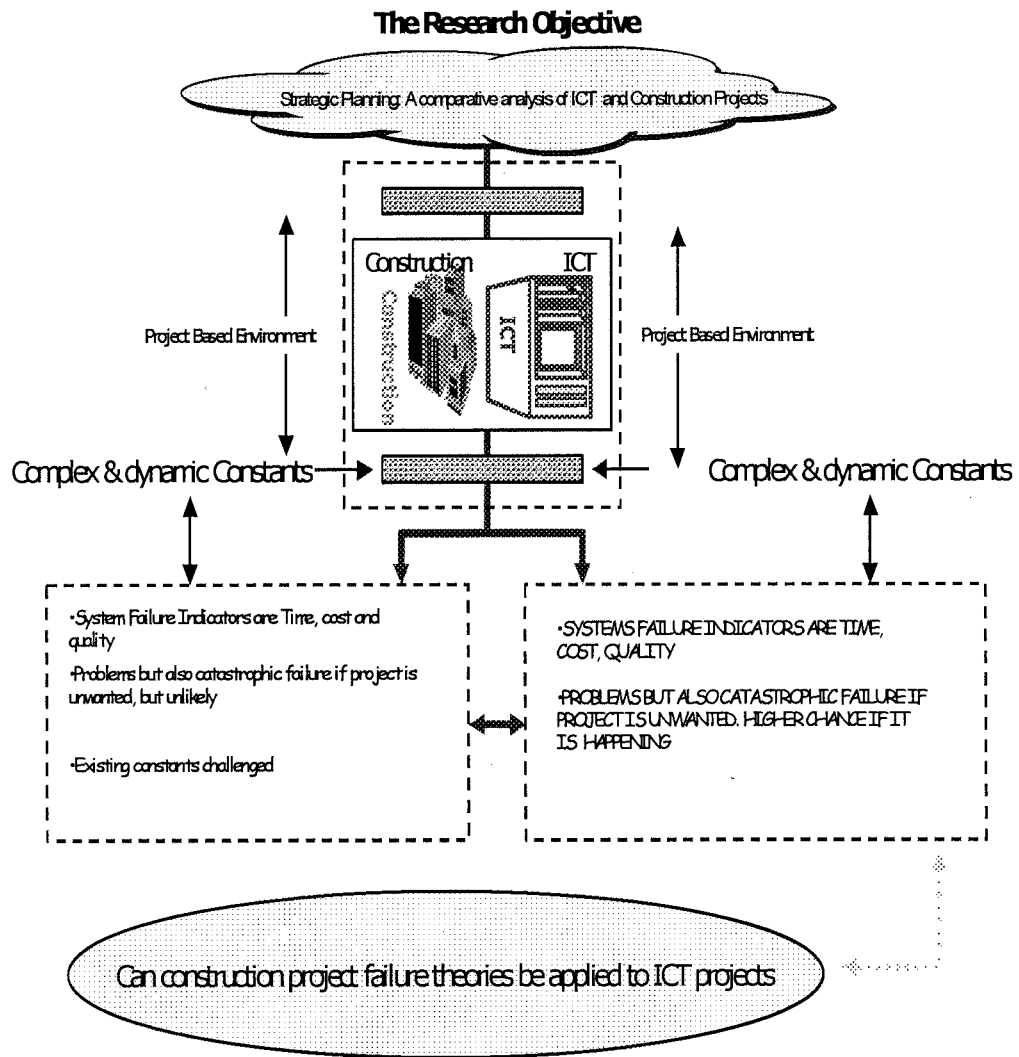 The Research Objective
Strategic Planning: A comparative analysis of ICT and Construction Projects
Construction
ICT
Construction
ICT
Project Based Environment
Project Based Environment
Complex & dynamic Constants
Complex & dynamic Constants
•System Failure Indicators are Time, cost and
quality
•Problems but also catastrophic failure if project is
unwanted, but unlikely
•Existing constants challenged
•SYSTEMS FAILURE INDICATORS ARE TIME,
COST, QUALITY
•PROBLEMS BUT ALSO CATASTROPHIC FAILURE IF
PROJECT IS UNWANTED. HIGHER CHANCE IF IT
IS HAPPENING
Can construction project failure theories be applied to ICT projects